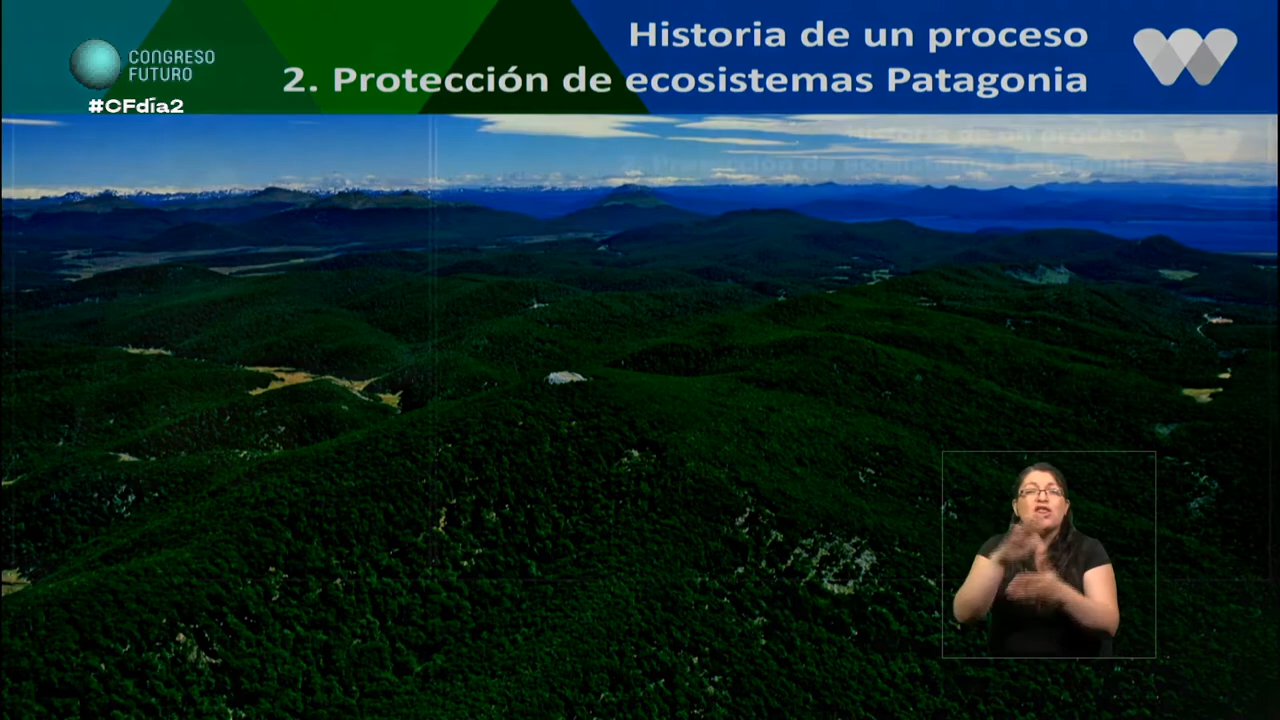 Historia de un proceso
2. Protección de ecosistemas Patagonia
CONGRESO
FUTURO
#CFdía2